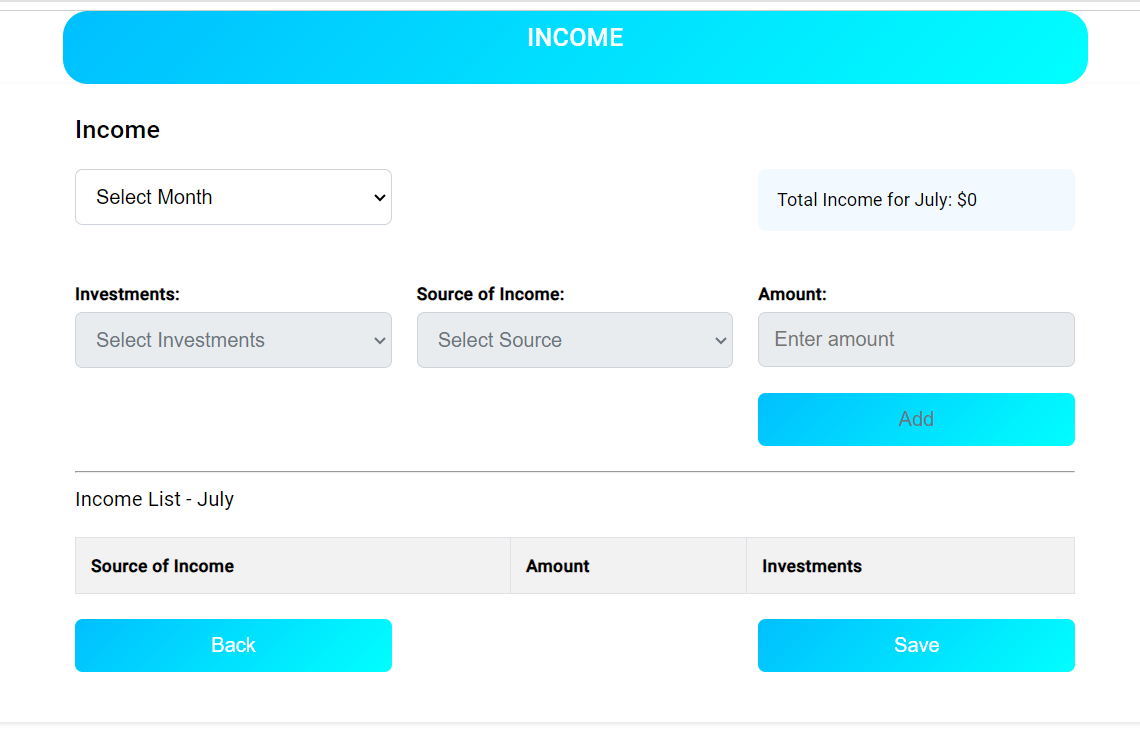 INCOME
Income
Select Month
Total Income for July: $0
Investments:
Source of Income:
Amount:
Select Investments
Select Source
Enter amount
Add
Income List - July
Source of Income
Amount
Investments
Back
Save